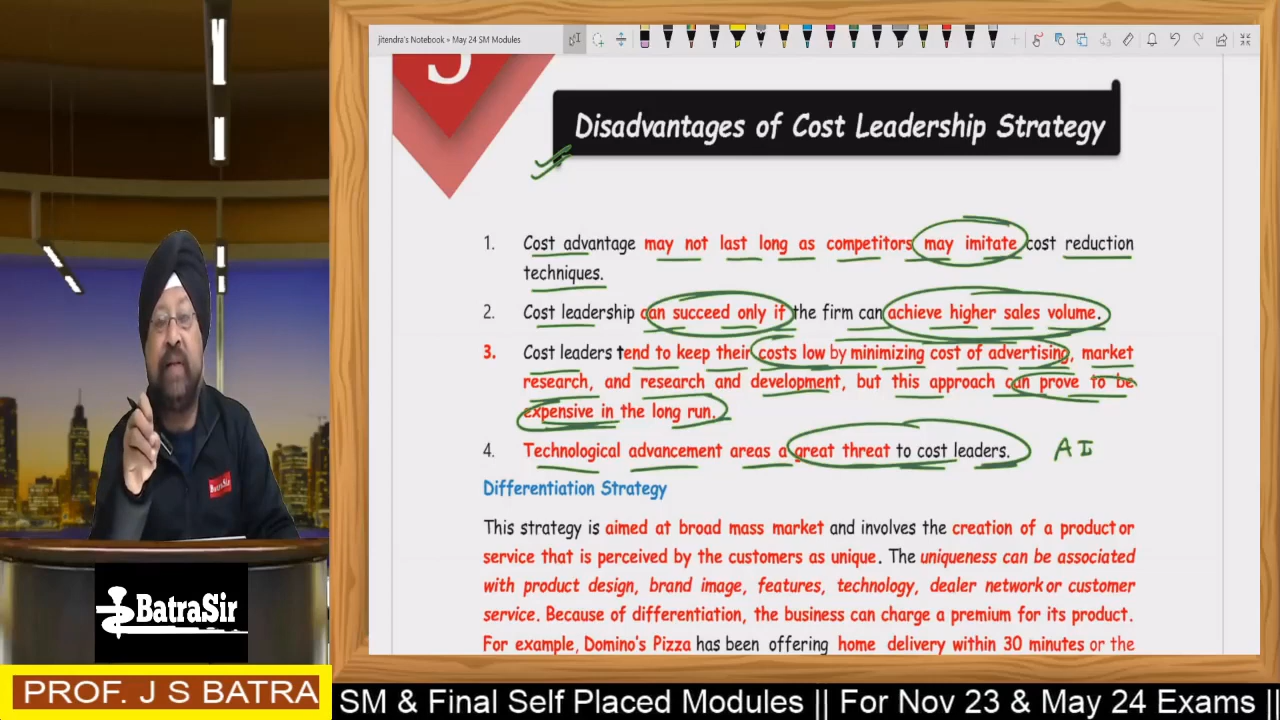 jitendra's Notebook » May 24 SM Modules
Disadvantages of Cost Leadership Strategy
1. Cost advantage may not last long as competitors may imitate cost reduction
techniques.
2. Cost leadership can succeed only if the firm can achieve higher sales volume.
3. Cost leaders tend to keep their costs low by minimizing cost of advertising, market
research, and research and development, but this approach can prove to be
expensive in the long run.
4. Technological advancement areas a great threat to cost leaders. AI
Differentiation Strategy
This strategy is aimed at broad mass market and involves the creation of a product or
service that is perceived by the customers as unique. The uniqueness can be associated
with product design, brand image, features, technology, dealer network or customer
service. Because of differentiation, the business can charge a premium for its product.
For example, Domino's Pizza has been offering home delivery within 30 minutes or the
BatraSir
BatraSir
PROF. J S BATRA
SM & Final Self Placed Modules || For Nov 23 & May 24 Exams ||